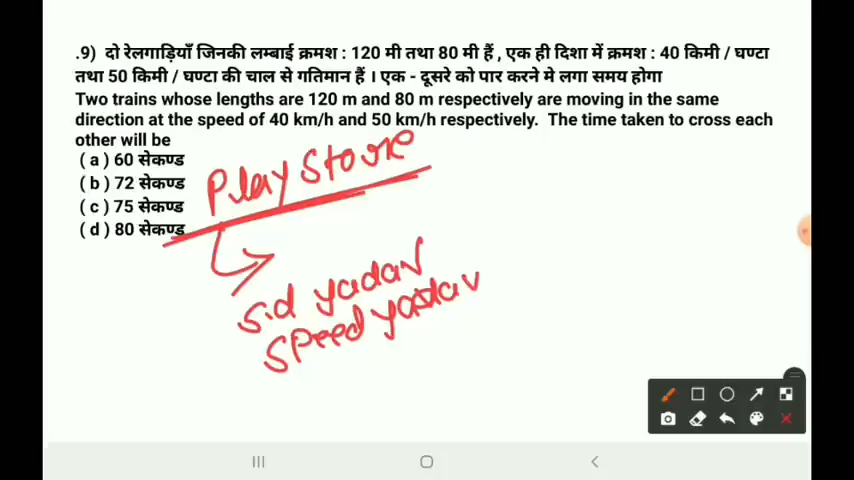 .9) दो रेलगाड़ियाँ जिनकी लम्बाई क्रमश : 120 मी तथा 80 मी हैं , एक ही दिशा में क्रमश : 40 किमी / घण्टा
तथा 50 किमी / घण्टा की चाल से गतिमान हैं । एक - दूसरे को पार करने मे लगा समय होगा
Two trains whose lengths are 120 m and 80 m respectively are moving in the same
direction at the speed of 40 km/h and 50 km/h respectively. The time taken to cross each
other will be
( a ) 60 सेकण्ड
( b ) 72 सेकण्ड
( c ) 75 सेकण्ड
( d ) 80 सेकण्ड
Play Store
S.d yadav
Speed yadav